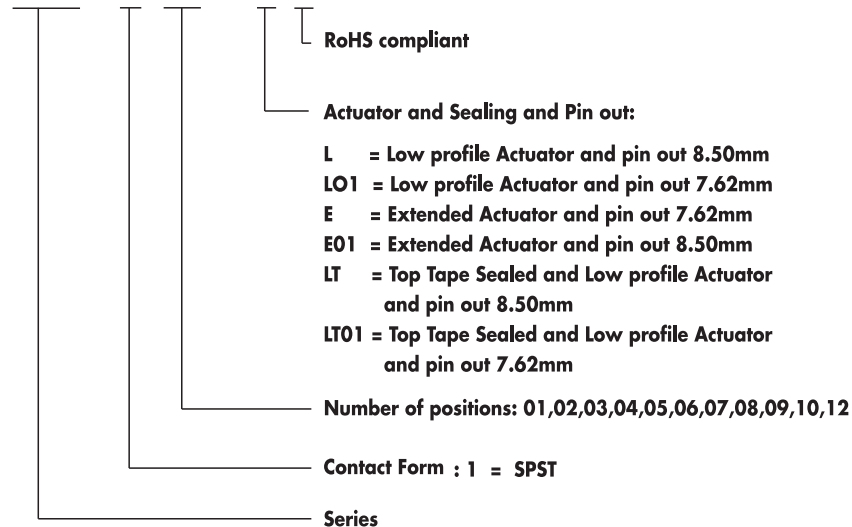 RoHS compliant
Actuator and Sealing and Pin out:
L = Low profile Actuator and pin out 8.50mm
LO1 = Low profile Actuator and pin out 7.62mm
E = Extended Actuator and pin out 7.62mm
E01 = Extended Actuator and pin out 8.50mm
LT = Top Tape Sealed and Low profile Actuator
and pin out 8.50mm
LT01 = Top Tape Sealed and Low profile Actuator
and pin out 7.62mm
Number of positions: 01,02,03,04,05,06,07,08,09,10,12
Contact Form : 1 = SPST
Series